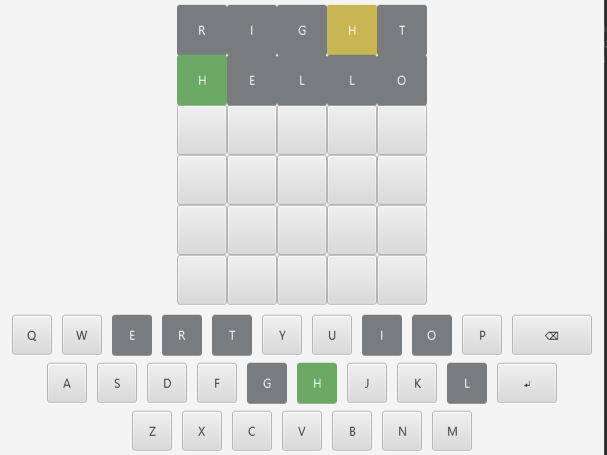 R I G H T
H E L L O
Q W E R T Y U I O P ⌫
A S D F G H J K L ↵
Z X C V B N M